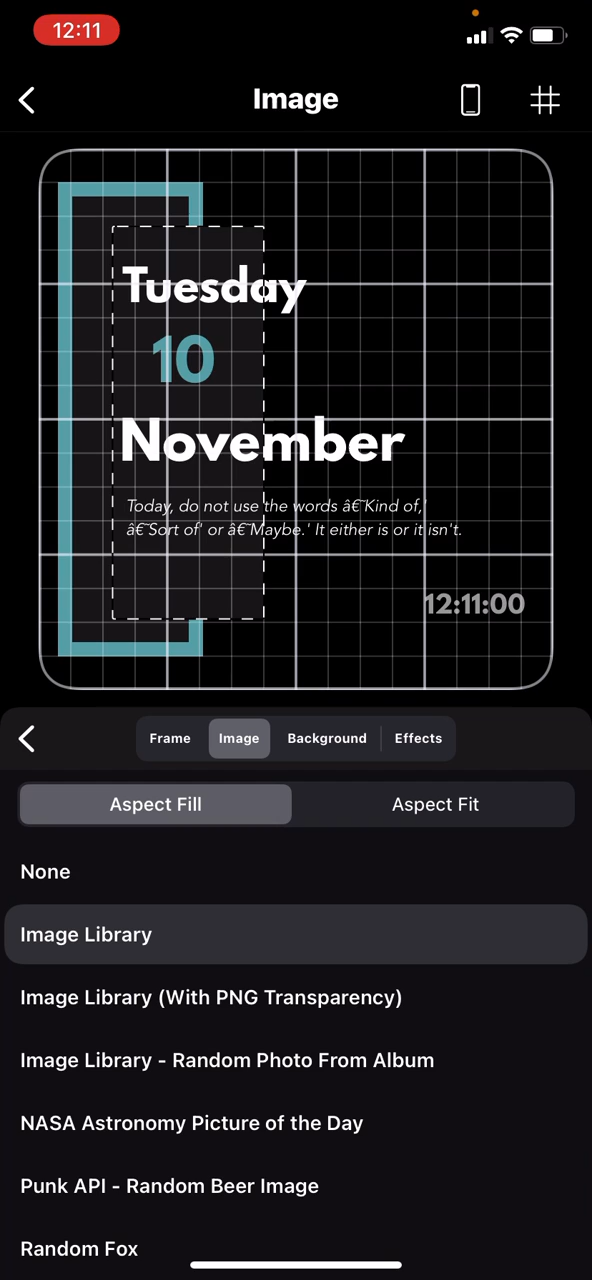 12:11
Image
Tuesday
10
November
Today, do not use the words â€˜Kind of,'
â€˜Sort of' or â€˜Maybe.' It either is or it isn't.
12:11:00
Frame
Image
Background
Effects
Aspect Fill
Aspect Fit
None
Image Library
Image Library (With PNG Transparency)
Image Library - Random Photo From Album
NASA Astronomy Picture of the Day
Punk API - Random Beer Image
Random Fox